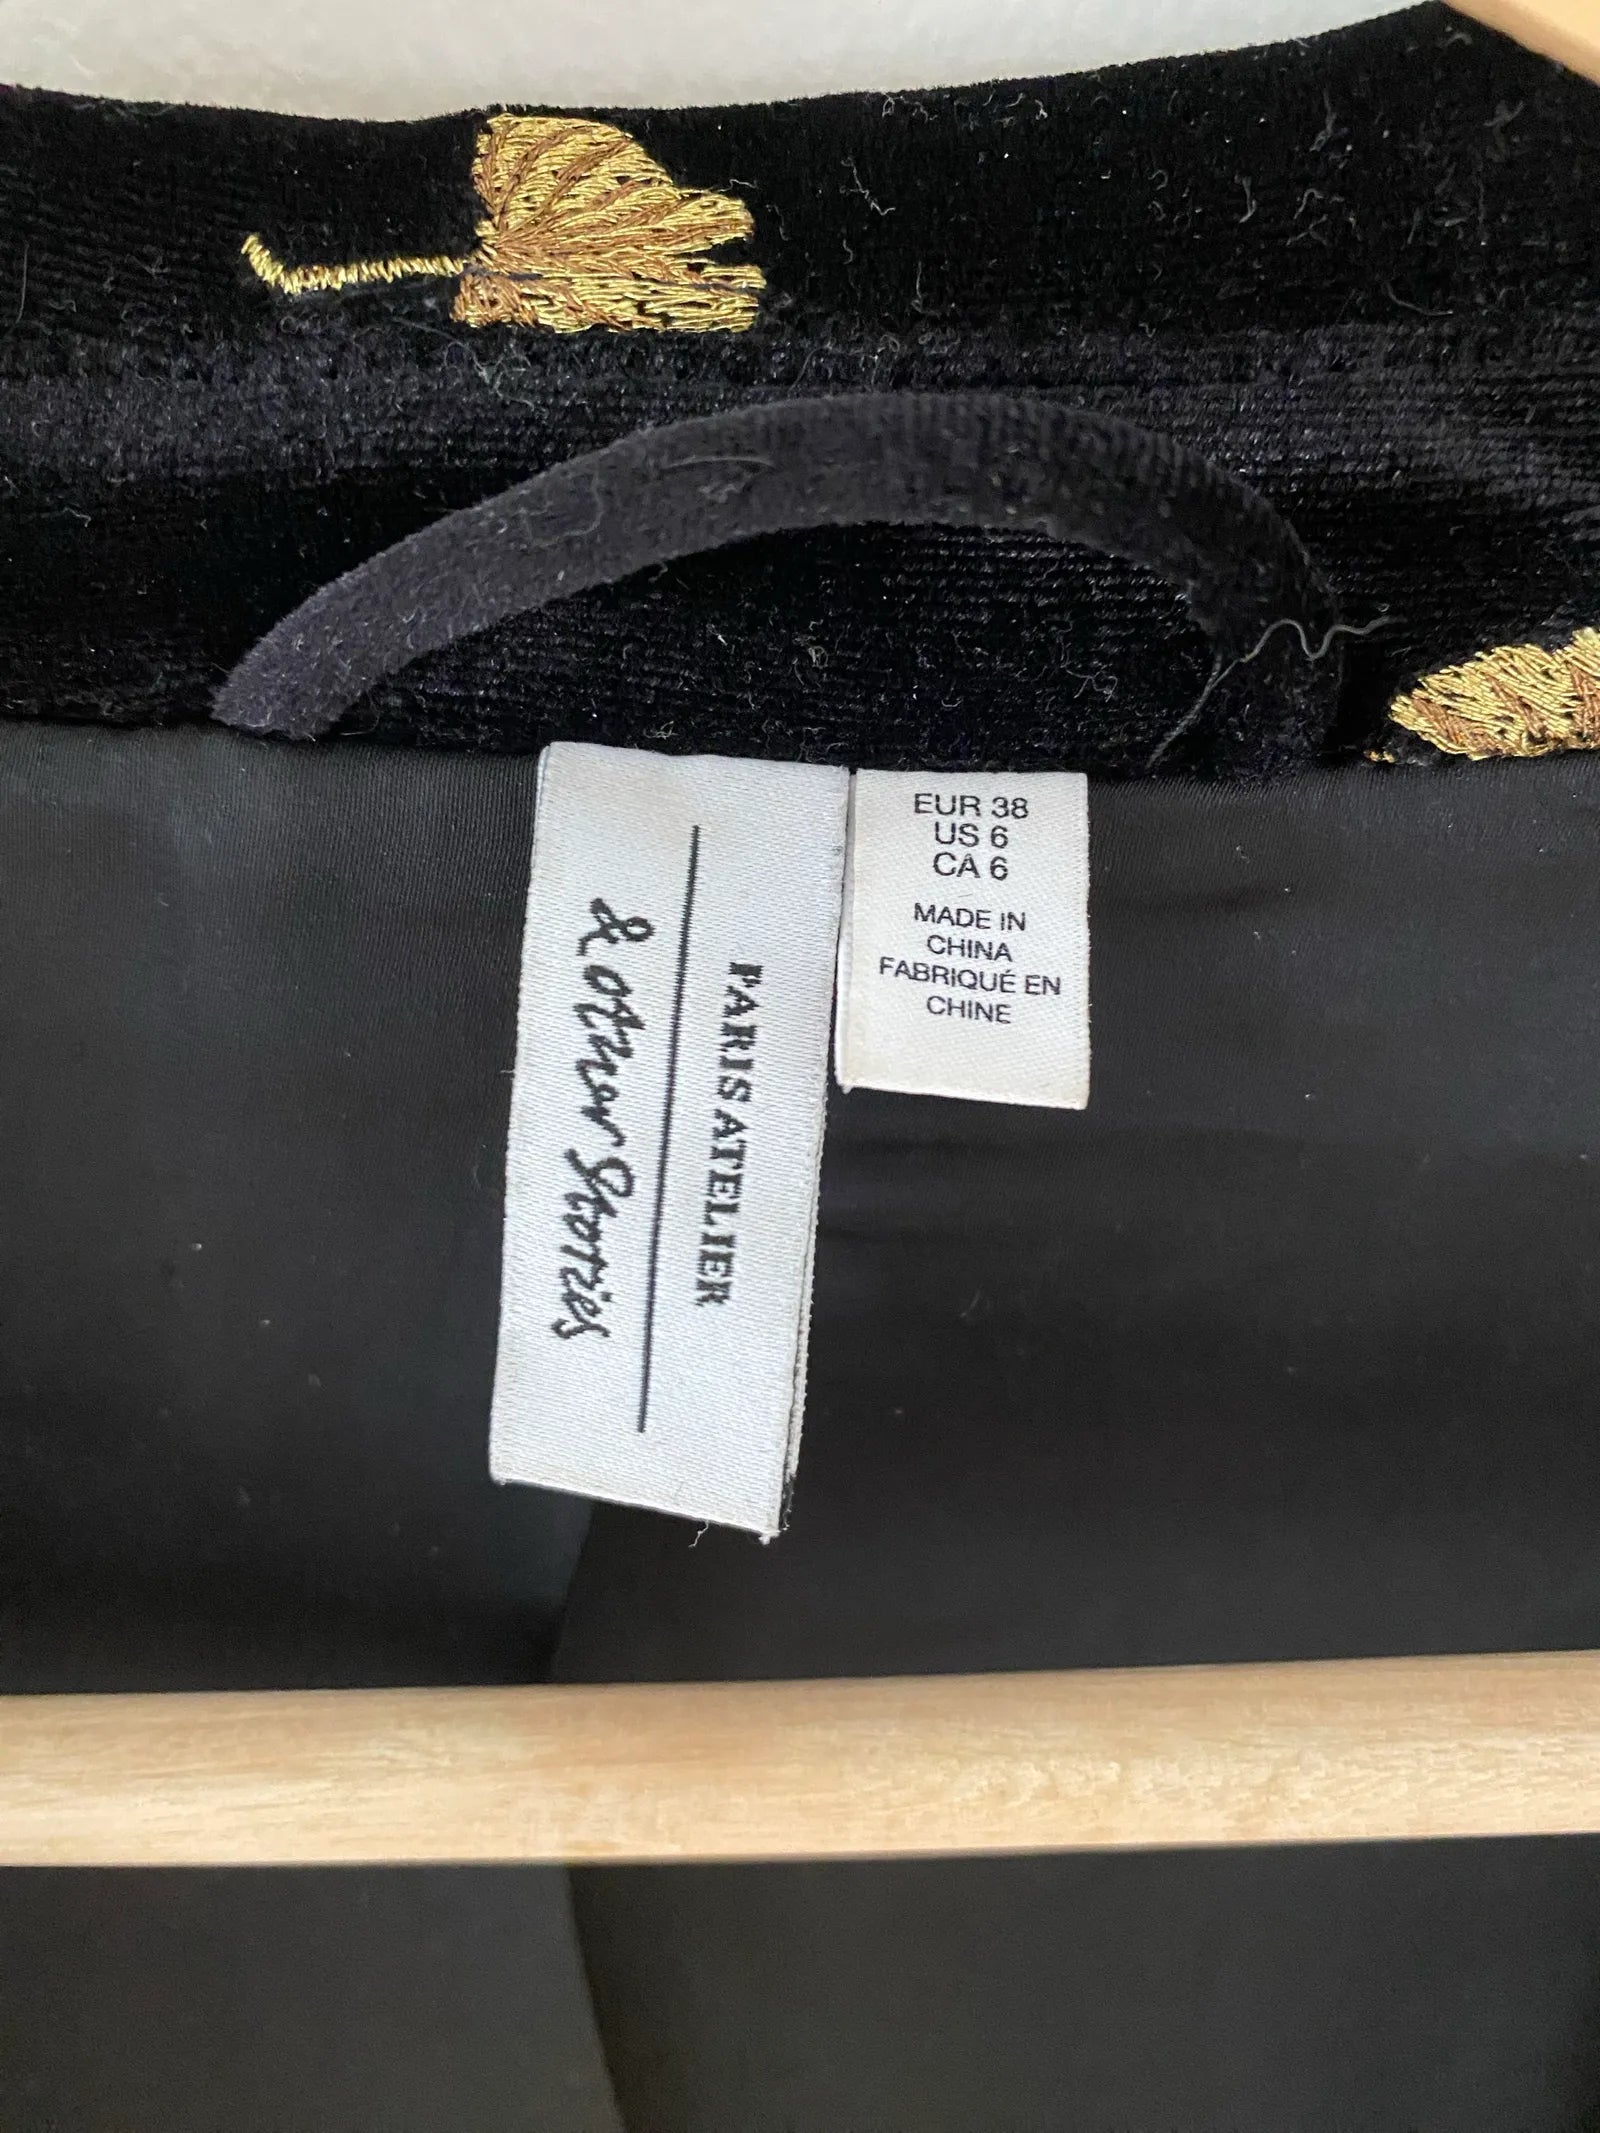 & Other Stories
PARIS ATELIER
EUR 38
US 6
CA 6
MADE IN
CHINA
FABRIQUÉ EN
CHINE